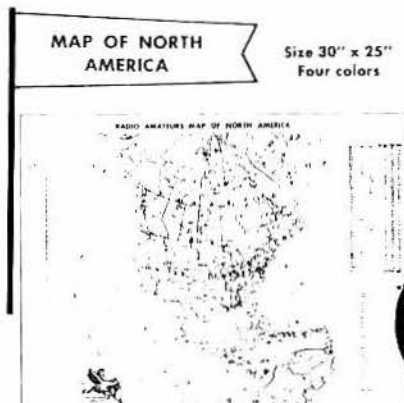 MAP OF NORTH
AMERICA
Size 30" x 25"
Four colors
RADIO AMATEURS MAP OF NORTH AMERICA